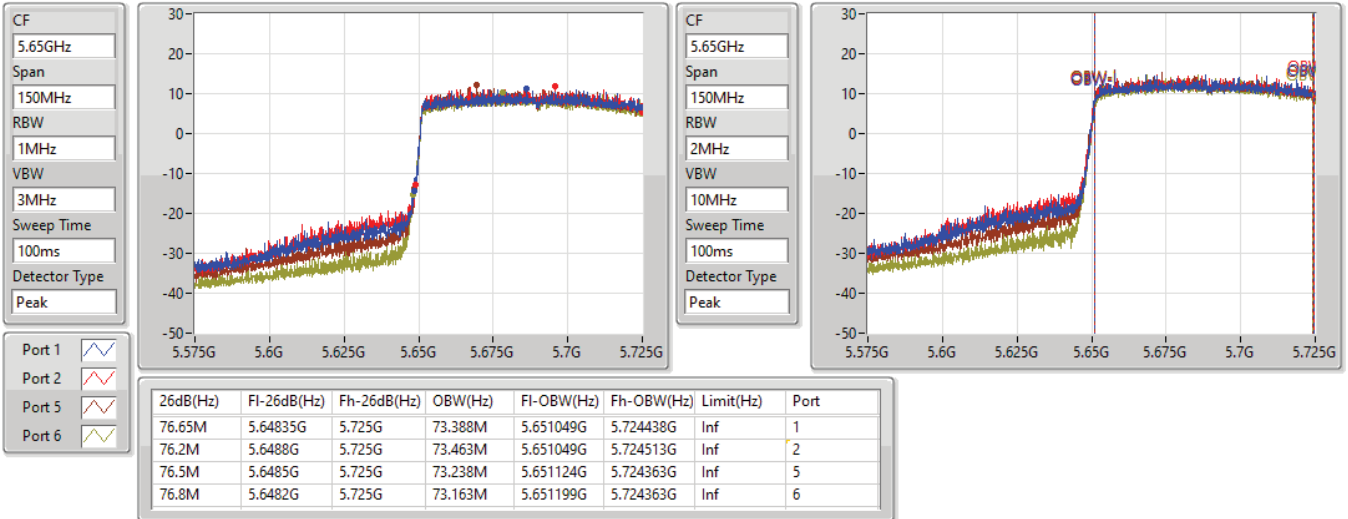 CF
5.65GHz
Span
150MHz
RBW
1MHz
VBW
3MHz
Sweep Time
100ms
Detector Type
Peak
30
20
10
0
-10
-20
-30
-40
-50
5.575G 5.6G 5.625G 5.65G 5.675G 5.7G 5.725G
CF
5.65GHz
Span
150MHz
RBW
2MHz
VBW
10MHz
Sweep Time
100ms
Detector Type
Peak
30
20
10
0
-10
-20
-30
-40
-50
5.575G 5.6G 5.625G 5.65G 5.675G 5.7G 5.725G
Port 1
Port 2
Port 5
Port 6
26dB(Hz) Fl-26dB(Hz) Fh-26dB(Hz) OBW(Hz) Fl-OBW(Hz) Fh-OBW(Hz) Limit(Hz) Port
76.65M 5.64835G 5.725G 73.388M 5.651049G 5.724438G Inf 1
76.2M 5.6488G 5.725G 73.463M 5.651049G 5.724513G Inf 2
76.5M 5.6485G 5.725G 73.238M 5.651124G 5.724363G Inf 5
76.8M 5.6482G 5.725G 73.163M 5.651199G 5.724363G Inf 6